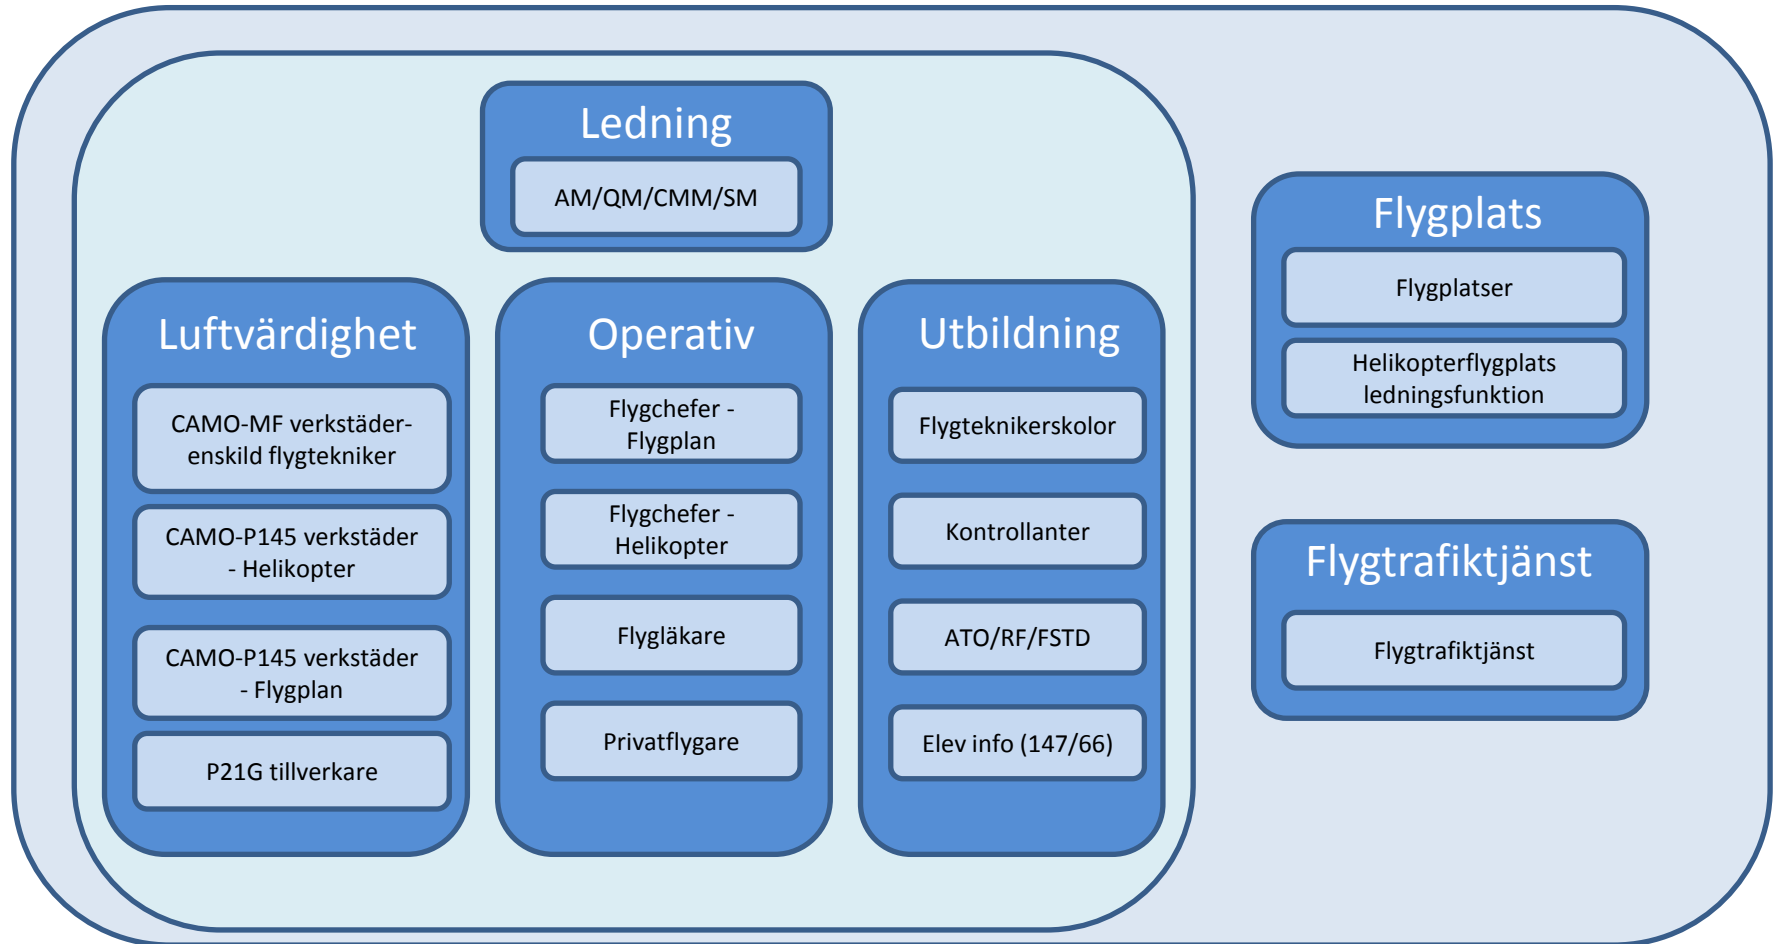 Ledning
AM/QM/CMM/SM
Luftvärdighet
CAMO-MF verkstäder-
enskild flygtekniker
CAMO-P145 verkstäder
- Helikopter
CAMO-P145 verkstäder
- Flygplan
P21G tillverkare
Operativ
Flygchefer -
Flygplan
Flygchefer -
Helikopter
Flygläkare
Privatflygare
Utbildning
Flygteknikerskolor
Kontrollanter
ATO/RF/FSTD
Elev info (147/66)
Flygplats
Flygplatser
Helikopterflygplats
ledningsfunktion
Flygtrafiktjänst
Flygtrafiktjänst